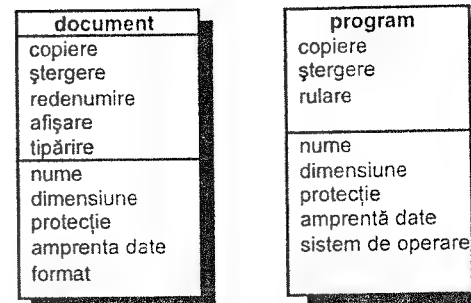 document
copiere
ştergere
redenumire
afişare
tipărire
nume
dimensiune
protecţie
amprenta date
format
program
copiere
ştergere
rulare
nume
dimensiune
protecţie
amprentă date
sistem de operare